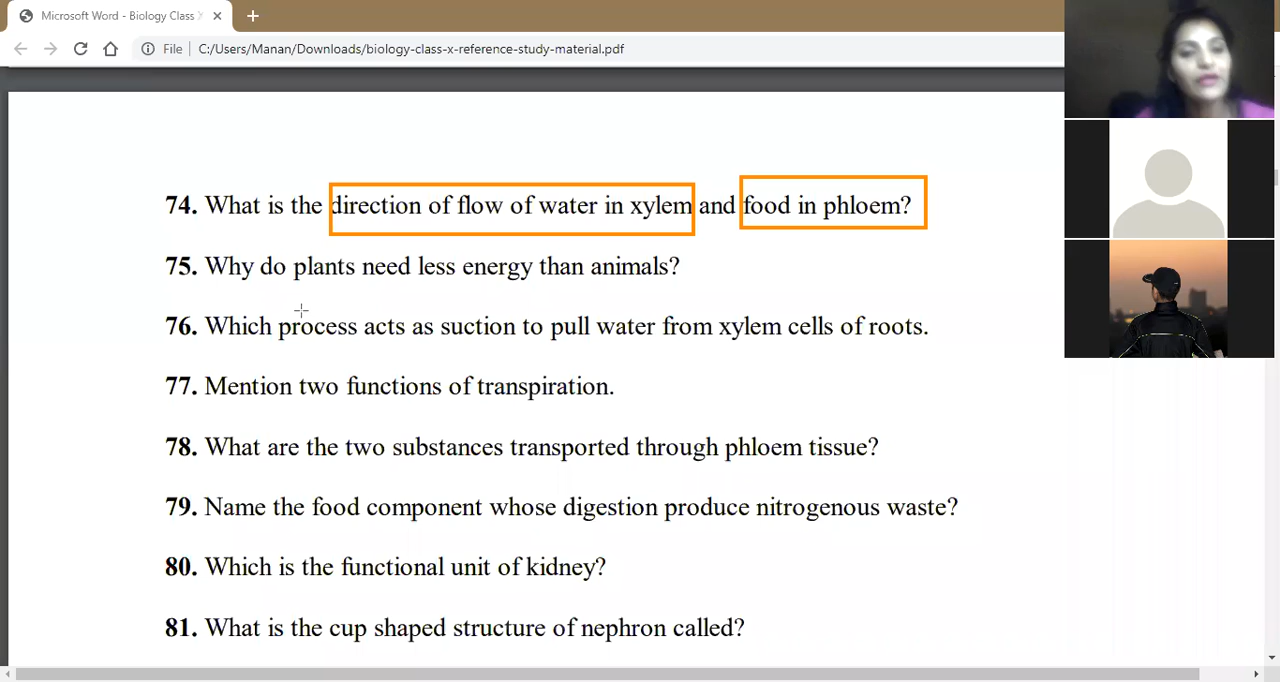 Microsoft Word - Biology Class X
File C:/Users/Manan/Downloads/biology-class-x-reference-study-material.pdf
74. What is the direction of flow of water in xylem and food in phloem?
75. Why do plants need less energy than animals?
76. Which process acts as suction to pull water from xylem cells of roots.
77. Mention two functions of transpiration.
78. What are the two substances transported through phloem tissue?
79. Name the food component whose digestion produce nitrogenous waste?
80. Which is the functional unit of kidney?
81. What is the cup shaped structure of nephron called?